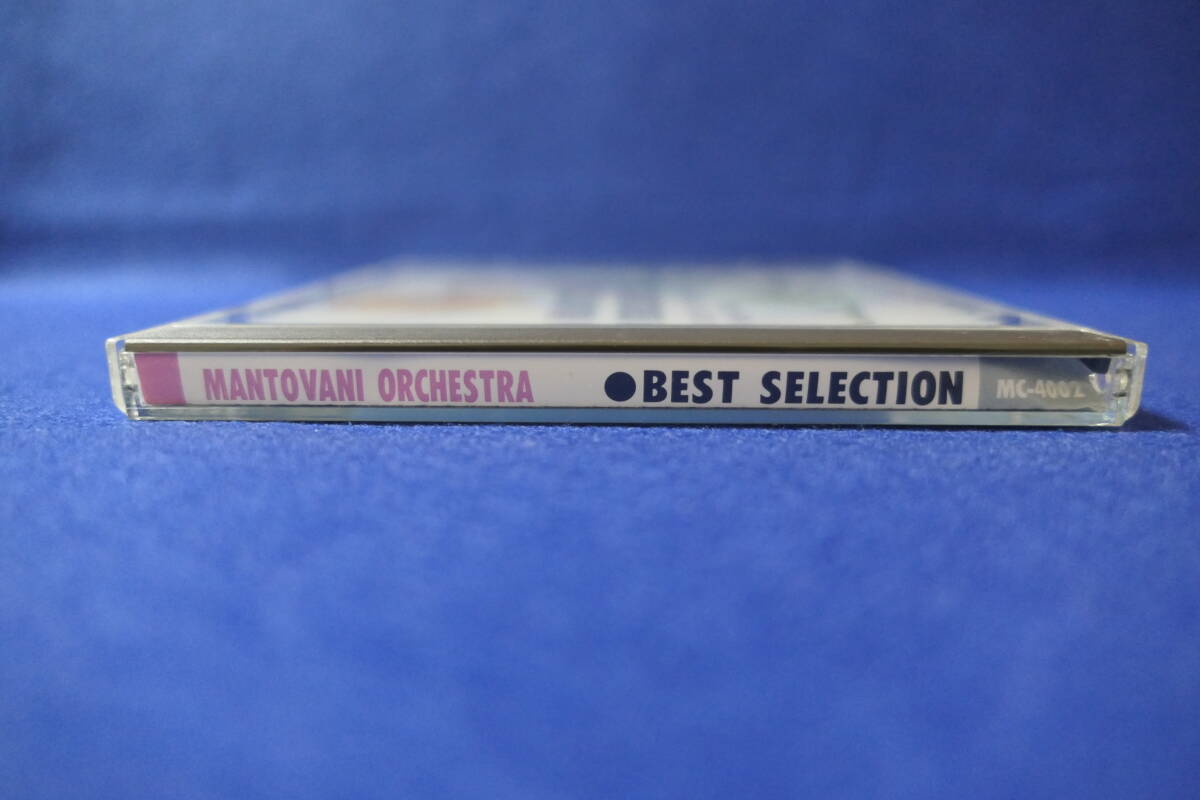 MANTOVANI ORCHESTRA ●BEST SELECTION MC-4002